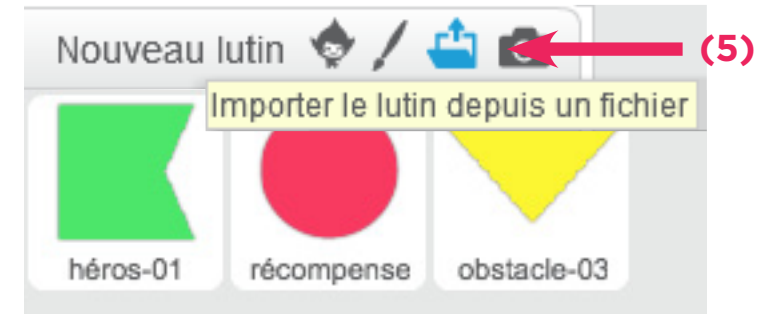 Nouveau lutin
(5)
Importer le lutin depuis un fichier
héros-01
récompense
obstacle-03